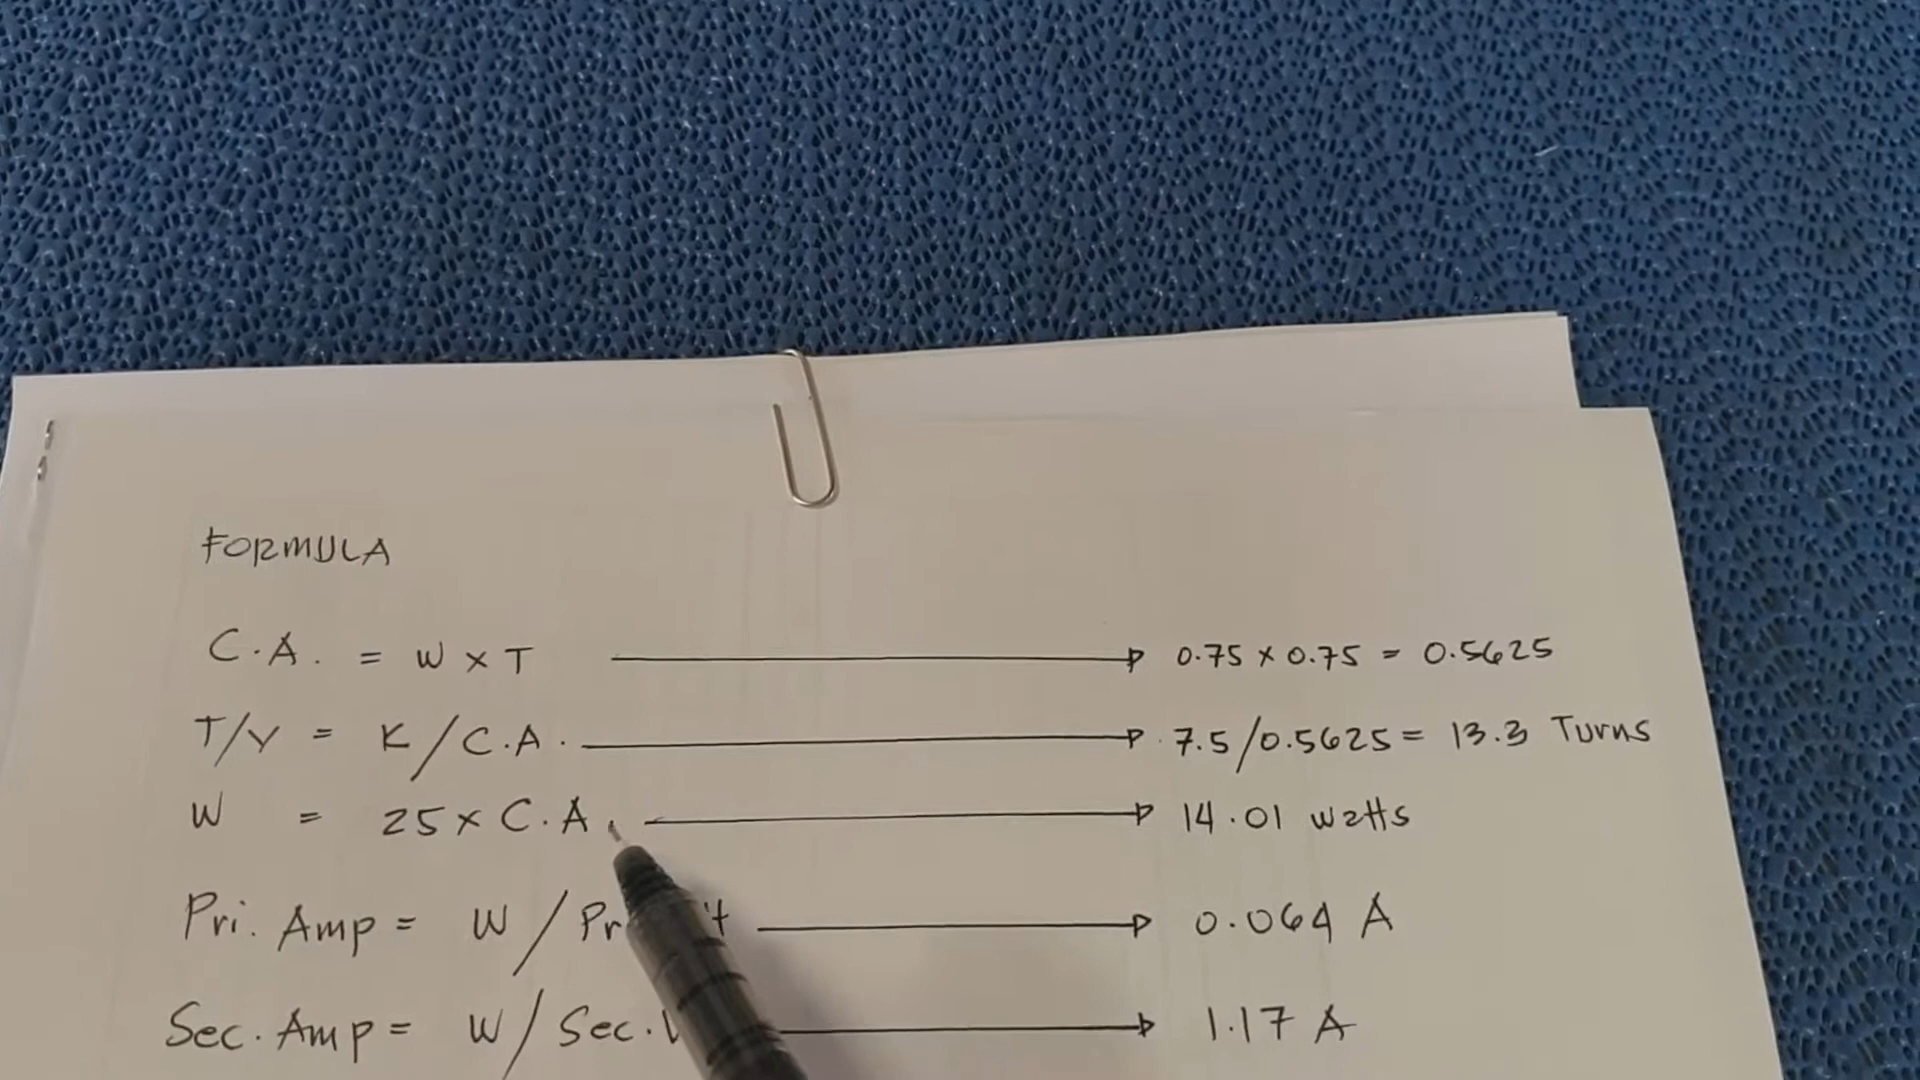 FORMULA
C.A. = W x T → 0.75 x 0.75 = 0.5625
T/V = K/C.A. → 7.5/0.5625 = 13.3 Turns
W = 25 x C.A. → 14.01 watts
Pri. Amp = W/ → 0.064 A
Sec. Amp = W/Sec. → 1.17 A